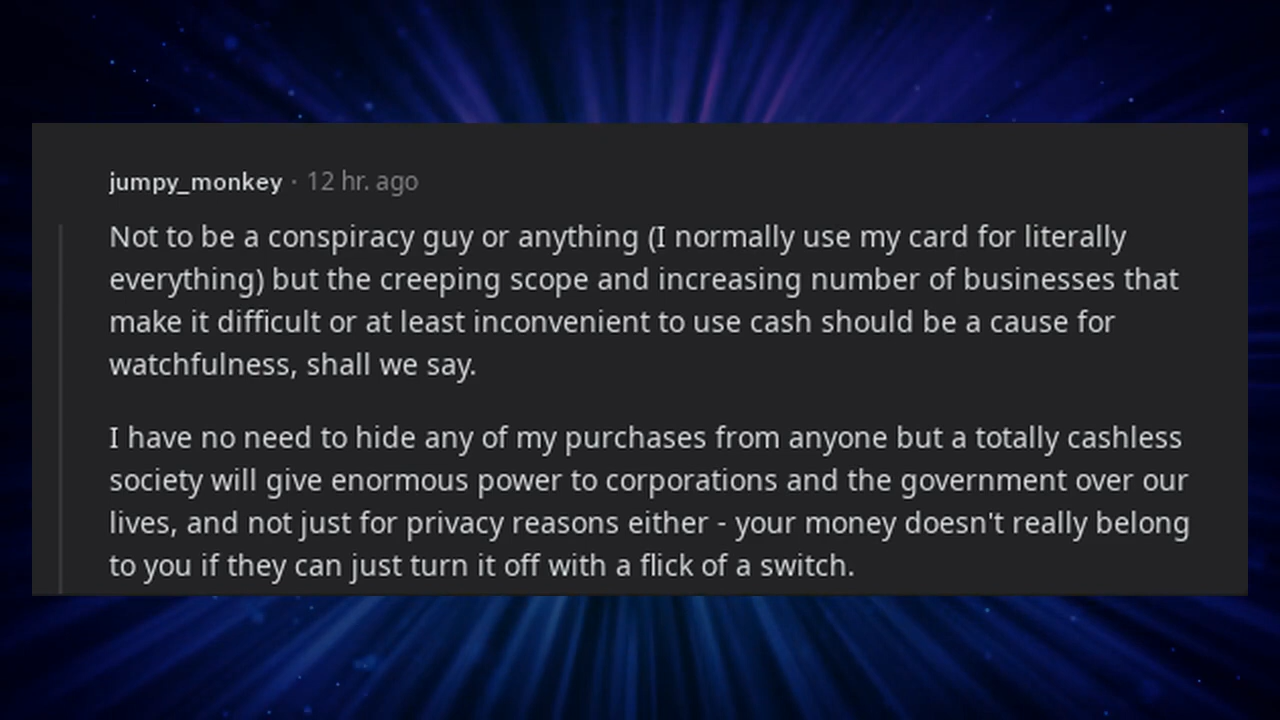 jumpy_monkey · 12 hr. ago
Not to be a conspiracy guy or anything (I normally use my card for literally
everything) but the creeping scope and increasing number of businesses that
make it difficult or at least inconvenient to use cash should be a cause for
watchfulness, shall we say.
I have no need to hide any of my purchases from anyone but a totally cashless
society will give enormous power to corporations and the government over our
lives, and not just for privacy reasons either - your money doesn't really belong
to you if they can just turn it off with a flick of a switch.